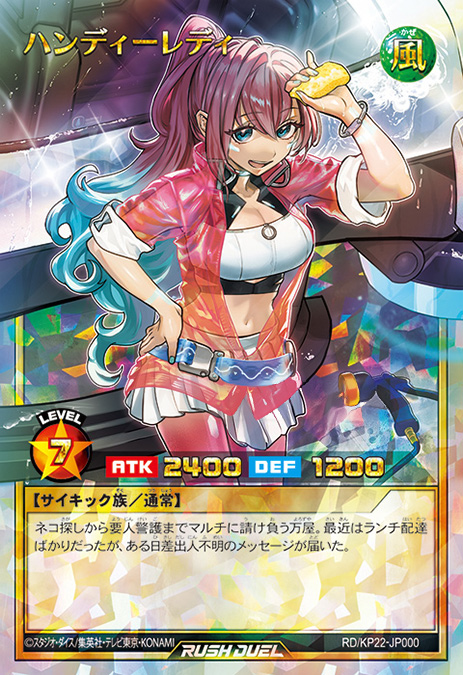 ハンディーレディ
かぜ
風
LEVEL
7
ATK 2400 DEF 1200
【サイキック族／通常】
ネコ探しから要人警護までマルチに請け負う万屋。最近はランチ配達
ばかりだったが、ある日差出人不明のメッセージが届いた。
©スタジオ・ダイス/集英社・テレビ東京・KONAMI
RUSH DUEL
RD/KP22-JP000